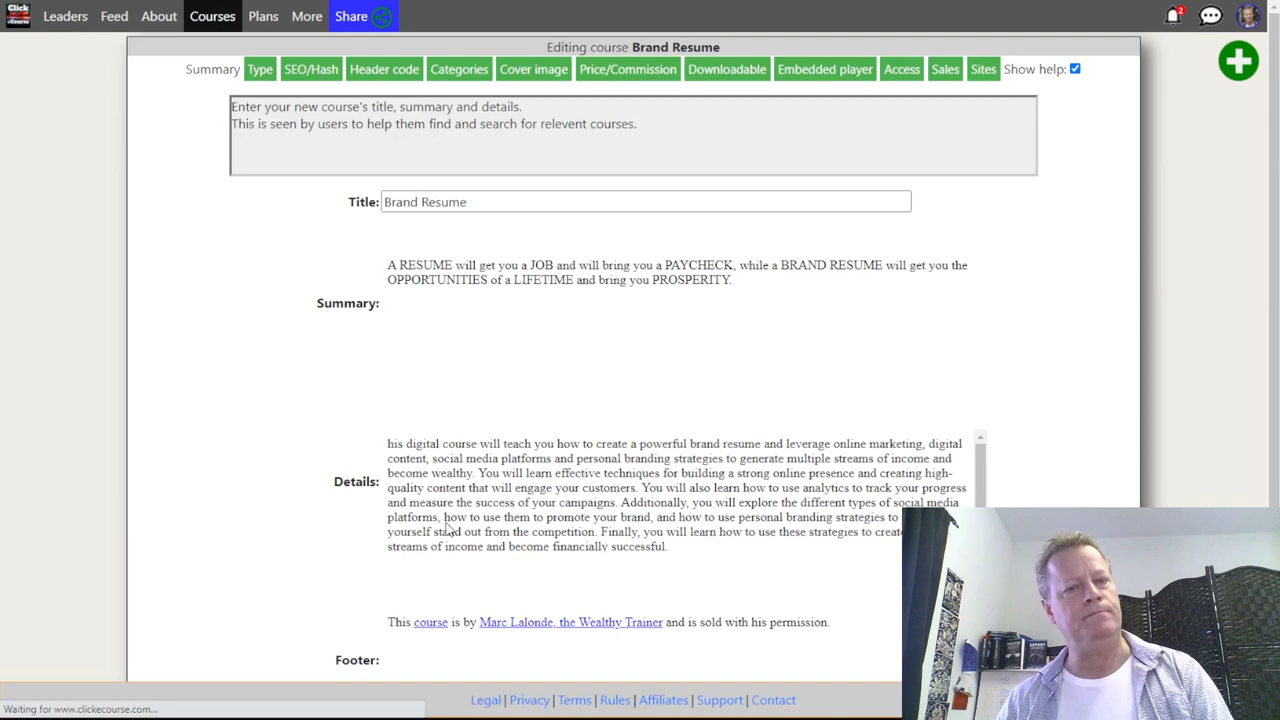 Click
eCourse
Leaders Feed About Courses Plans More Share
2
Editing course Brand Resume
Summary Type SEO/Hash Header code Categories Cover image Price/Commission Downloadable Embedded player Access Sales Sites Show help:
Enter your new course's title, summary and details.
This is seen by users to help them find and search for relevent courses.
Title: Brand Resume
A RESUME will get you a JOB and will bring you a PAYCHECK, while a BRAND RESUME will get you the
OPPORTUNITIES of a LIFETIME and bring you PROSPERITY.
Summary:
his digital course will teach you how to create a powerful brand resume and leverage online marketing, digital
content, social media platforms and personal branding strategies to generate multiple streams of income and
become wealthy. You will learn effective techniques for building a strong online presence and creating high-
Details:
quality content that will engage your customers. You will also learn how to use analytics to track your progress
and measure the success of your campaigns. Additionally, you will explore the different types of social media
platforms, how to use them to promote your brand, and how to use personal branding strategies to
yourself stand out from the competition. Finally, you will learn how to use these strategies to create
streams of income and become financially successful.
This course is by Marc Lalonde, the Wealthy Trainer and is sold with his permission.
Footer:
Legal | Privacy | Terms | Rules | Affiliates | Support | Contact
Waiting for www.clickecourse.com...